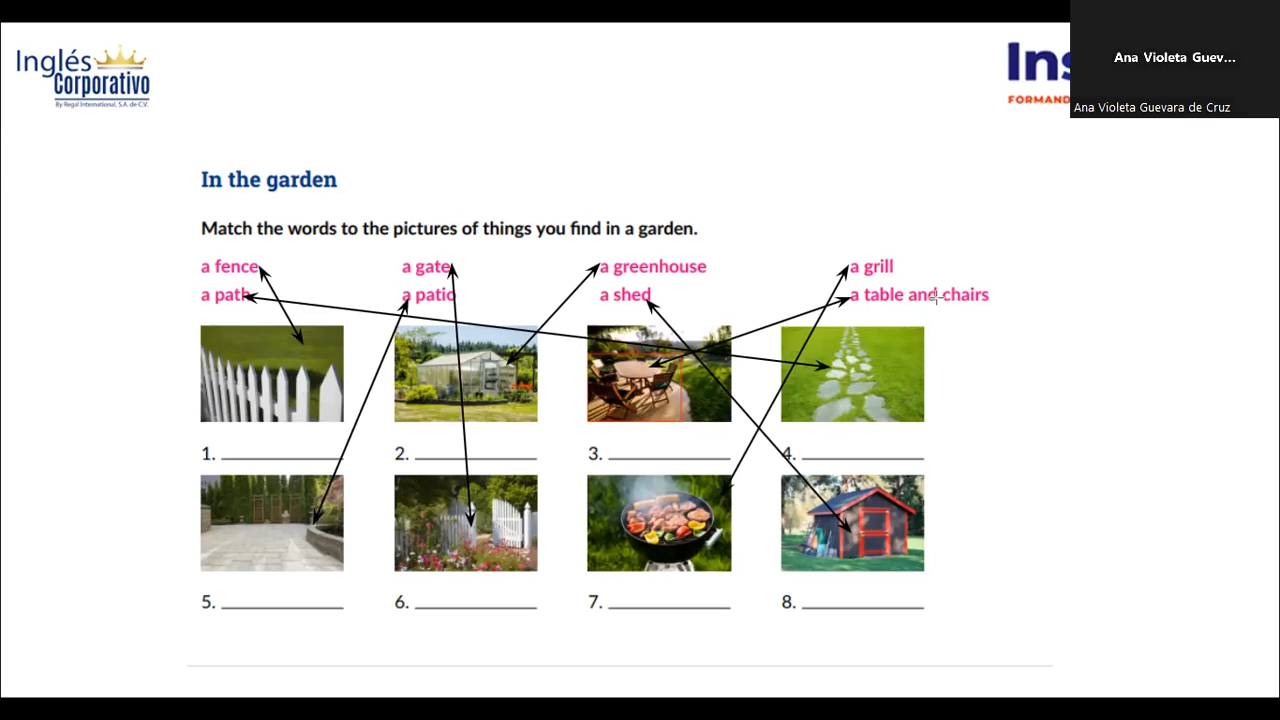 Inglés
Corporativo
By Regal International, S.A. de C.V.
Ins
FORMAND
Ana Violeta Guev...
Ana Violeta Guevara de Cruz
In the garden
Match the words to the pictures of things you find in a garden.
a fence a gate a greenhouse a grill
a path a patio a shed a table and chairs
1. 2. 3. 4.
5. 6. 7. 8.